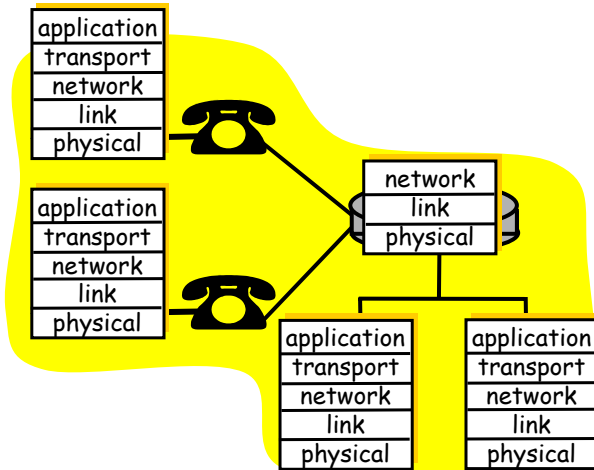 application
transport
network
link
physical
application
transport
network
link
physical
network
link
physical
application
transport
network
link
physical
application
transport
network
link
physical